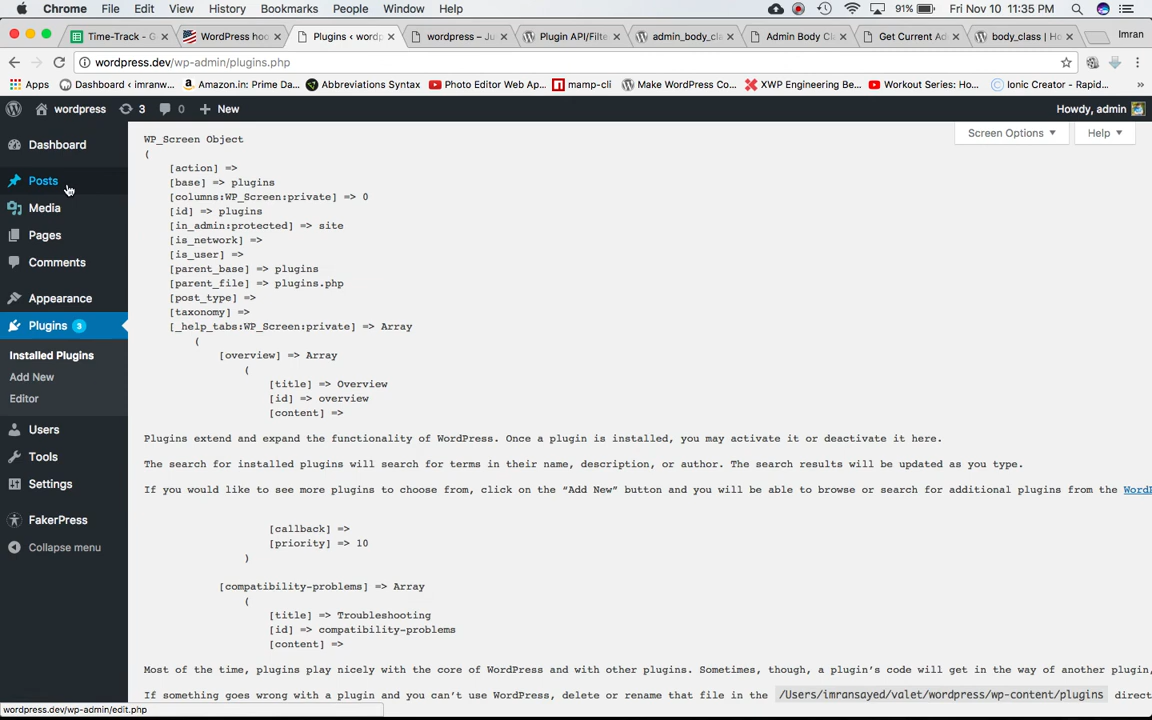 Chrome File Edit View History Bookmarks People Window Help 91% Fri Nov 10 11:35 PM
Time-Track - G WordPress hoo Plugins ‹ wordp wordpress – Ju Plugin API/Filte admin_body_cla Admin Body Cl Get Current Ad body_class | Ho Imran
wordpress.dev/wp-admin/plugins.php
Apps Dashboard ‹ imranw... Amazon.in: Prime Da... Abbreviations Syntax Photo Editor Web Ap... mamp-cli Make WordPress Co... XWP Engineering Be... Workout Series: Ho... Ionic Creator - Rapid... »
wordpress 3 0 New Howdy, admin
Screen Options Help
Dashboard
Posts
Media
Pages
Comments
Appearance
Plugins 3
Installed Plugins
Add New
Editor
Users
Tools
Settings
FakerPress
Collapse menu
WP_Screen Object
(
[action] =>
[base] => plugins
[columns:WP_Screen:private] => 0
[id] => plugins
[in_admin:protected] => site
[is_network] =>
[is_user] =>
[parent_base] => plugins
[parent_file] => plugins.php
[post_type] =>
[taxonomy] =>
[_help_tabs:WP_Screen:private] => Array
(
[overview] => Array
(
[title] => Overview
[id] => overview
[content] =>
Plugins extend and expand the functionality of WordPress. Once a plugin is installed, you may activate it or deactivate it here.
The search for installed plugins will search for terms in their name, description, or author. The search results will be updated as you type.
If you would like to see more plugins to choose from, click on the “Add New” button and you will be able to browse or search for additional plugins from the WordP
[callback] =>
[priority] => 10
)
[compatibility-problems] => Array
(
[title] => Troubleshooting
[id] => compatibility-problems
[content] =>
Most of the time, plugins play nicely with the core of WordPress and with other plugins. Sometimes, though, a plugin’s code will get in the way of another plugin,
If something goes wrong with a plugin and you can’t use WordPress, delete or rename that file in the /Users/imransayed/valet/wordpress/wp-content/plugins direct
wordpress.dev/wp-admin/edit.php